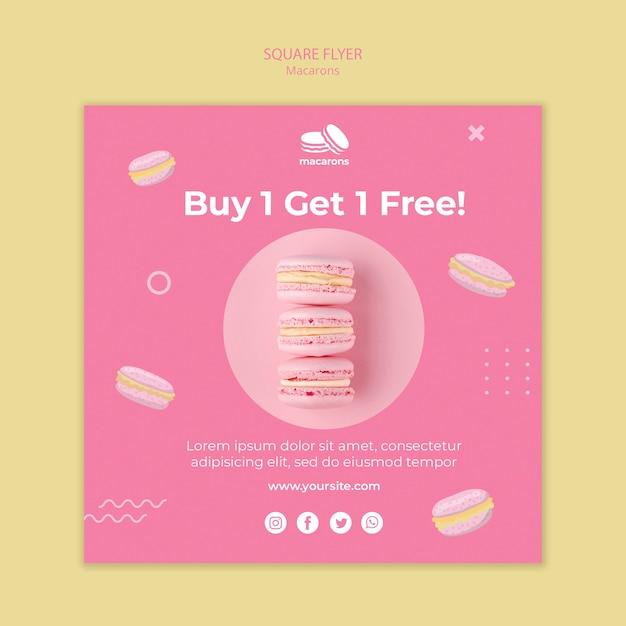 SQUARE FLYER
Macarons
macarons
Buy 1 Get 1 Free!
Lorem ipsum dolor sit amet, consectetur
adipisicing elit, sed do eiusmod tempor
www.yoursite.com